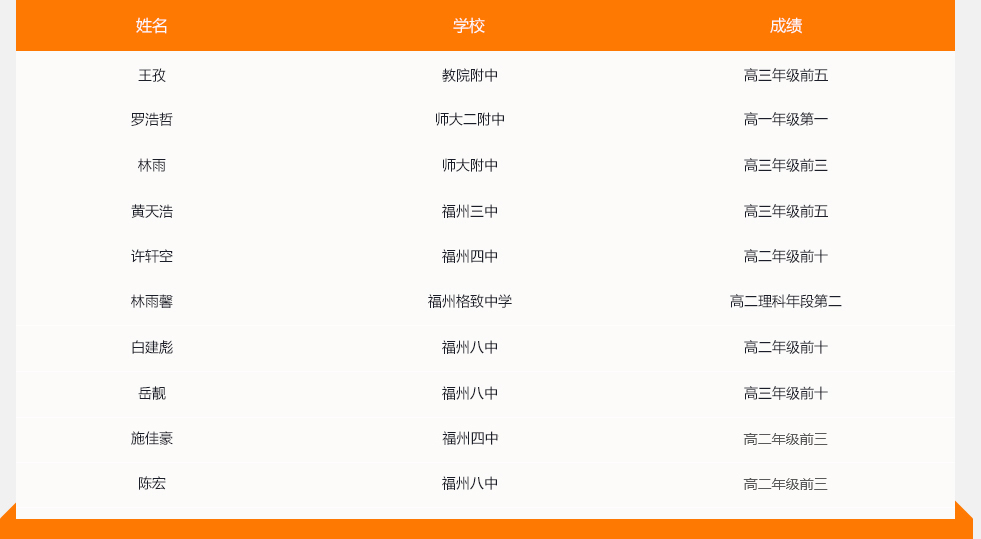 姓名 学校 成绩
王孜 教院附中 高三年级前五
罗浩哲 师大二附中 高一年级第一
林雨 师大附中 高三年级前三
黄天浩 福州三中 高三年级前五
许轩空 福州四中 高二年级前十
林雨馨 福州格致中学 高二理科年段第二
白建彪 福州八中 高二年级前十
岳靓 福州八中 高三年级前十
施佳豪 福州四中 高二年级前三
陈宏 福州八中 高二年级前三